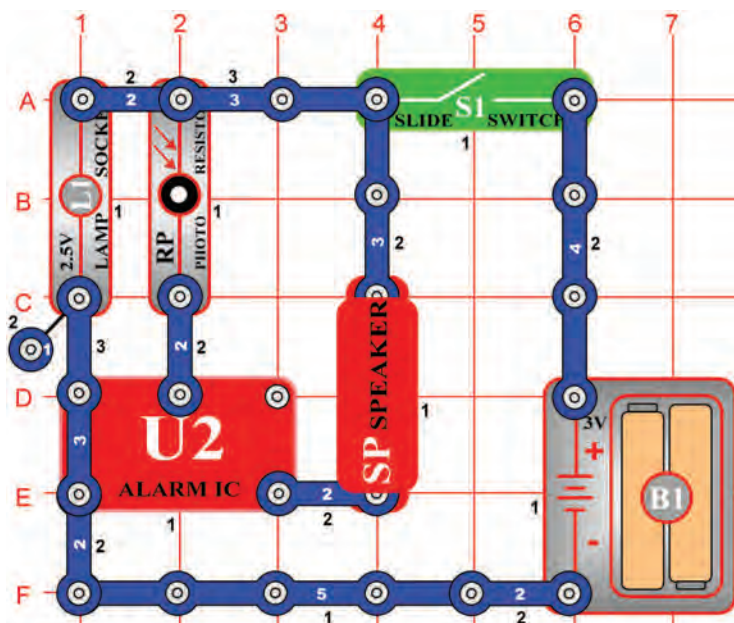 1 2 3 4 5 6 7
2 3
A 2 3 S1
SLIDE SWITCH
1
B L1 2.5V LAMP SOCKET 1
RP PHOTO RESISTOR 1
3 2
4 2
C
2 1 3
2 2
D U2
3
ALARM IC
SP SPEAKER 1
3V
+
B1
-
1
E 2
1 2
2 2
F 5 2
1 2